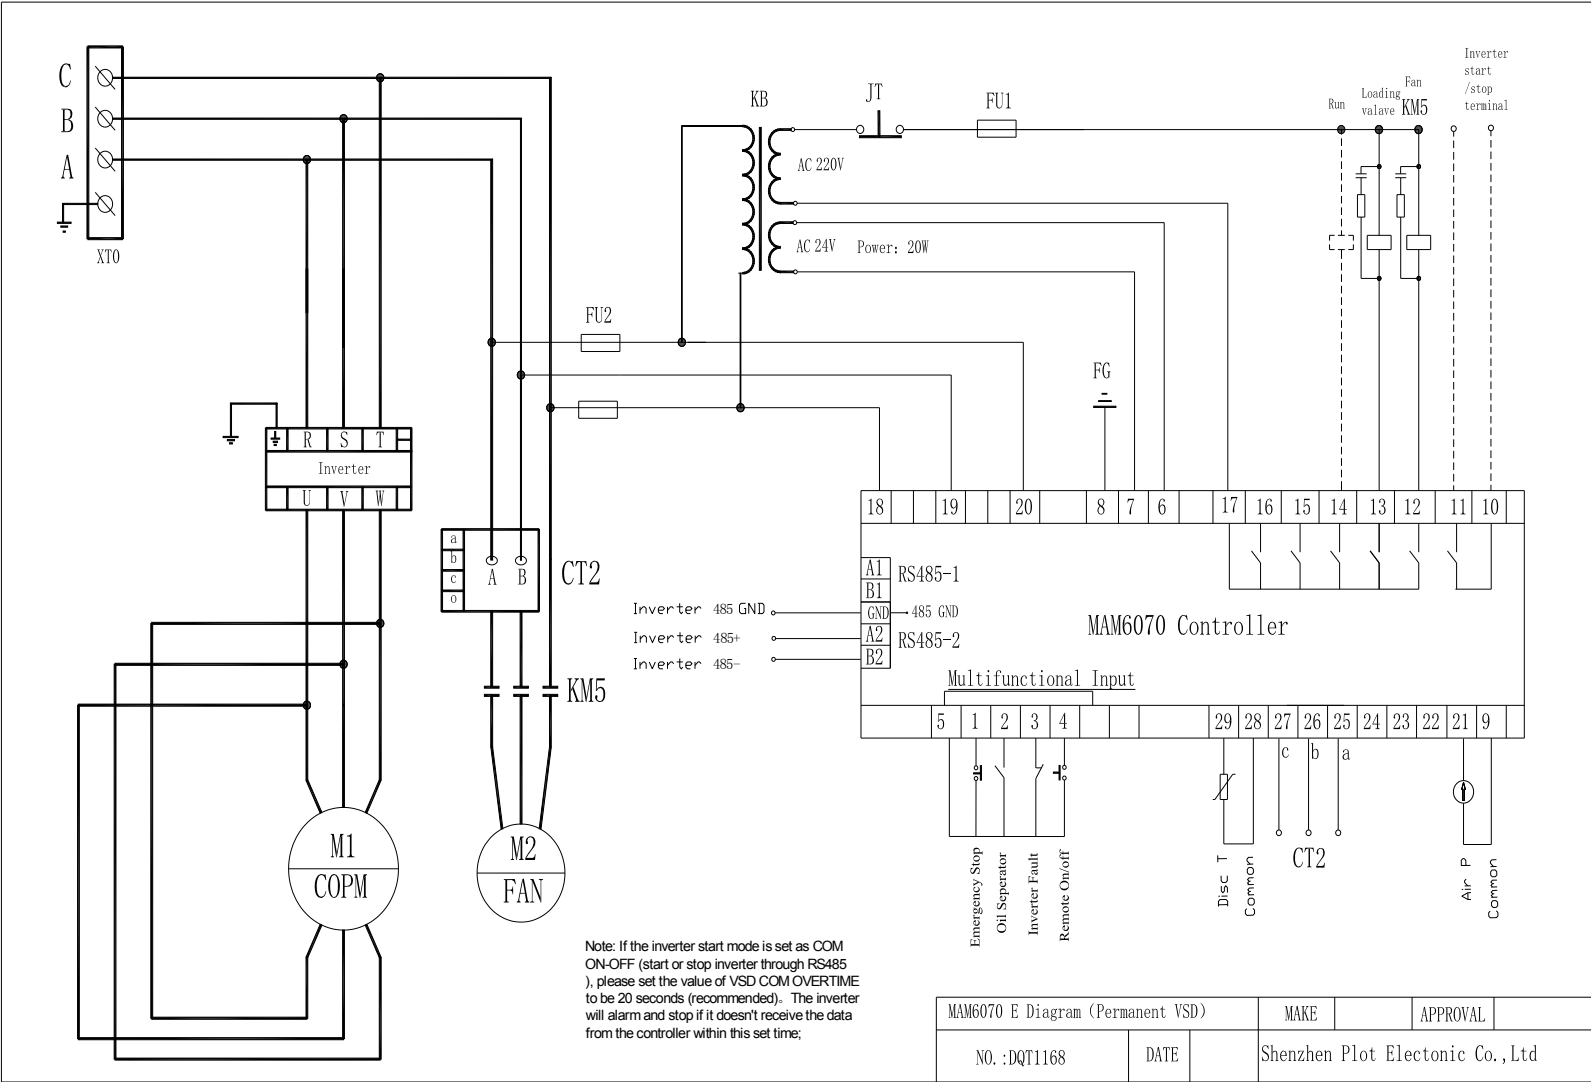 C
B
A
XTO
KB
JT
FU1
AC 220V
AC 24V
Power: 20W
Run
Loading
valave
Fan
KM5
Inverter
start
/stop
terminal
FU2
FG
R S T
Inverter
U V W
a
b
c
o
A B
CT2
KM5
M1
COPM
M2
FAN
18 19 20 8 7 6 17 16 15 14 13 12 11 10
A1
B1
GND
A2
B2
RS485-1
485 GND
RS485-2
Inverter 485 GND
Inverter 485+
Inverter 485-
MAM6070 Controller
Multifunctional Input
5 1 2 3 4 29 28 27 26 25 24 23 22 21 9
c b a
Emergency Stop
Oil Seperator
Inverter Fault
Remote On/off
Disc T
Common
CT2
Air P
Common
Note: If the inverter start mode is set as COM
ON-OFF (start or stop inverter through RS485
), please set the value of VSD COM OVERTIME
to be 20 seconds (recommended)。The inverter
will alarm and stop if it doesn't receive the data
from the controller within this set time;
MAM6070 E Diagram (Permanent VSD)
MAKE
APPROVAL
NO.:DQT1168
DATE
Shenzhen Plot Electonic Co.,Ltd